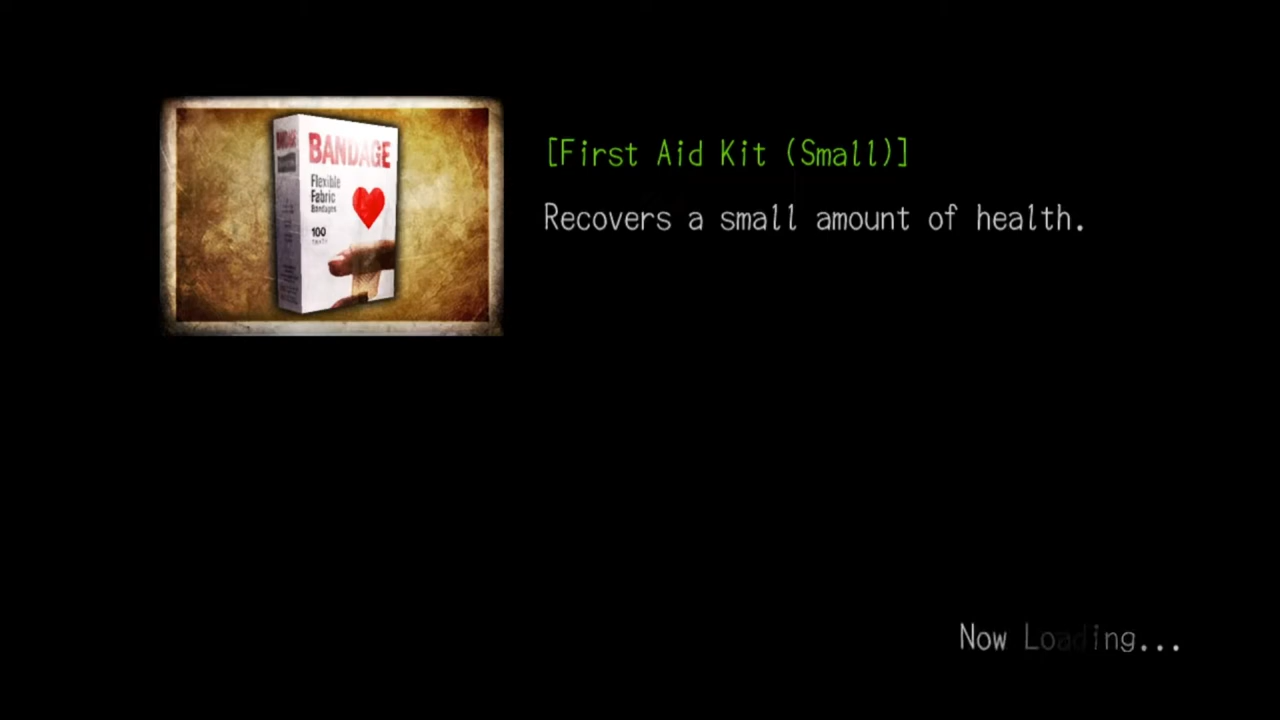 BANDAGE
Flexible
Fabric
Bandages
100
[First Aid Kit (Small)]
Recovers a small amount of health.
Now Loading...